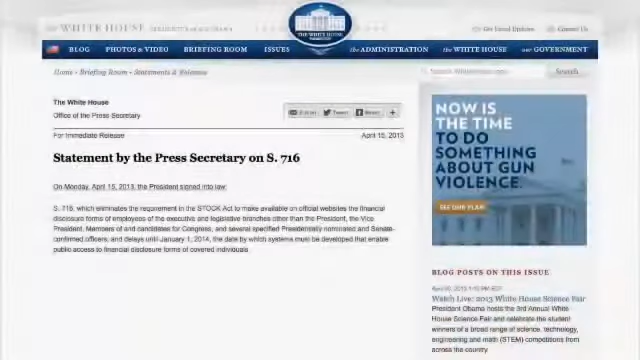 the WHITE HOUSE
THE WHITE HOUSE
WASHINGTON
Get Email Updates
Contact Us
BLOG PHOTOS & VIDEO BRIEFING ROOM ISSUES the ADMINISTRATION the WHITE HOUSE our GOVERNMENT
Home • Briefing Room • Statements & Releases
Search WhiteHouse.gov
Search
The White House
Office of the Press Secretary
Tweet
+
For Immediate Release April 15, 2013
Statement by the Press Secretary on S. 716
On Monday, April 15, 2013, the President signed into law:
S. 716, which eliminates the requirement in the STOCK Act to make available on official websites the financial
disclosure forms of employees of the executive and legislative branches other than the President, the Vice
President, Members of and candidates for Congress, and several specified Presidentially nominated and Senate-
confirmed officers; and delays until January 1, 2014, the date by which systems must be developed that enable
public access to financial disclosure forms of covered individuals.
NOW IS
THE TIME
TO DO
SOMETHING
ABOUT GUN
VIOLENCE.
SEE OUR PLAN
BLOG POSTS ON THIS ISSUE
Watch Live: 2013 White House Science Fair
President Obama hosts the 3rd Annual White
House Science Fair and celebrate the student
winners of a broad range of science, technology,
engineering and math (STEM) competitions from
across the country